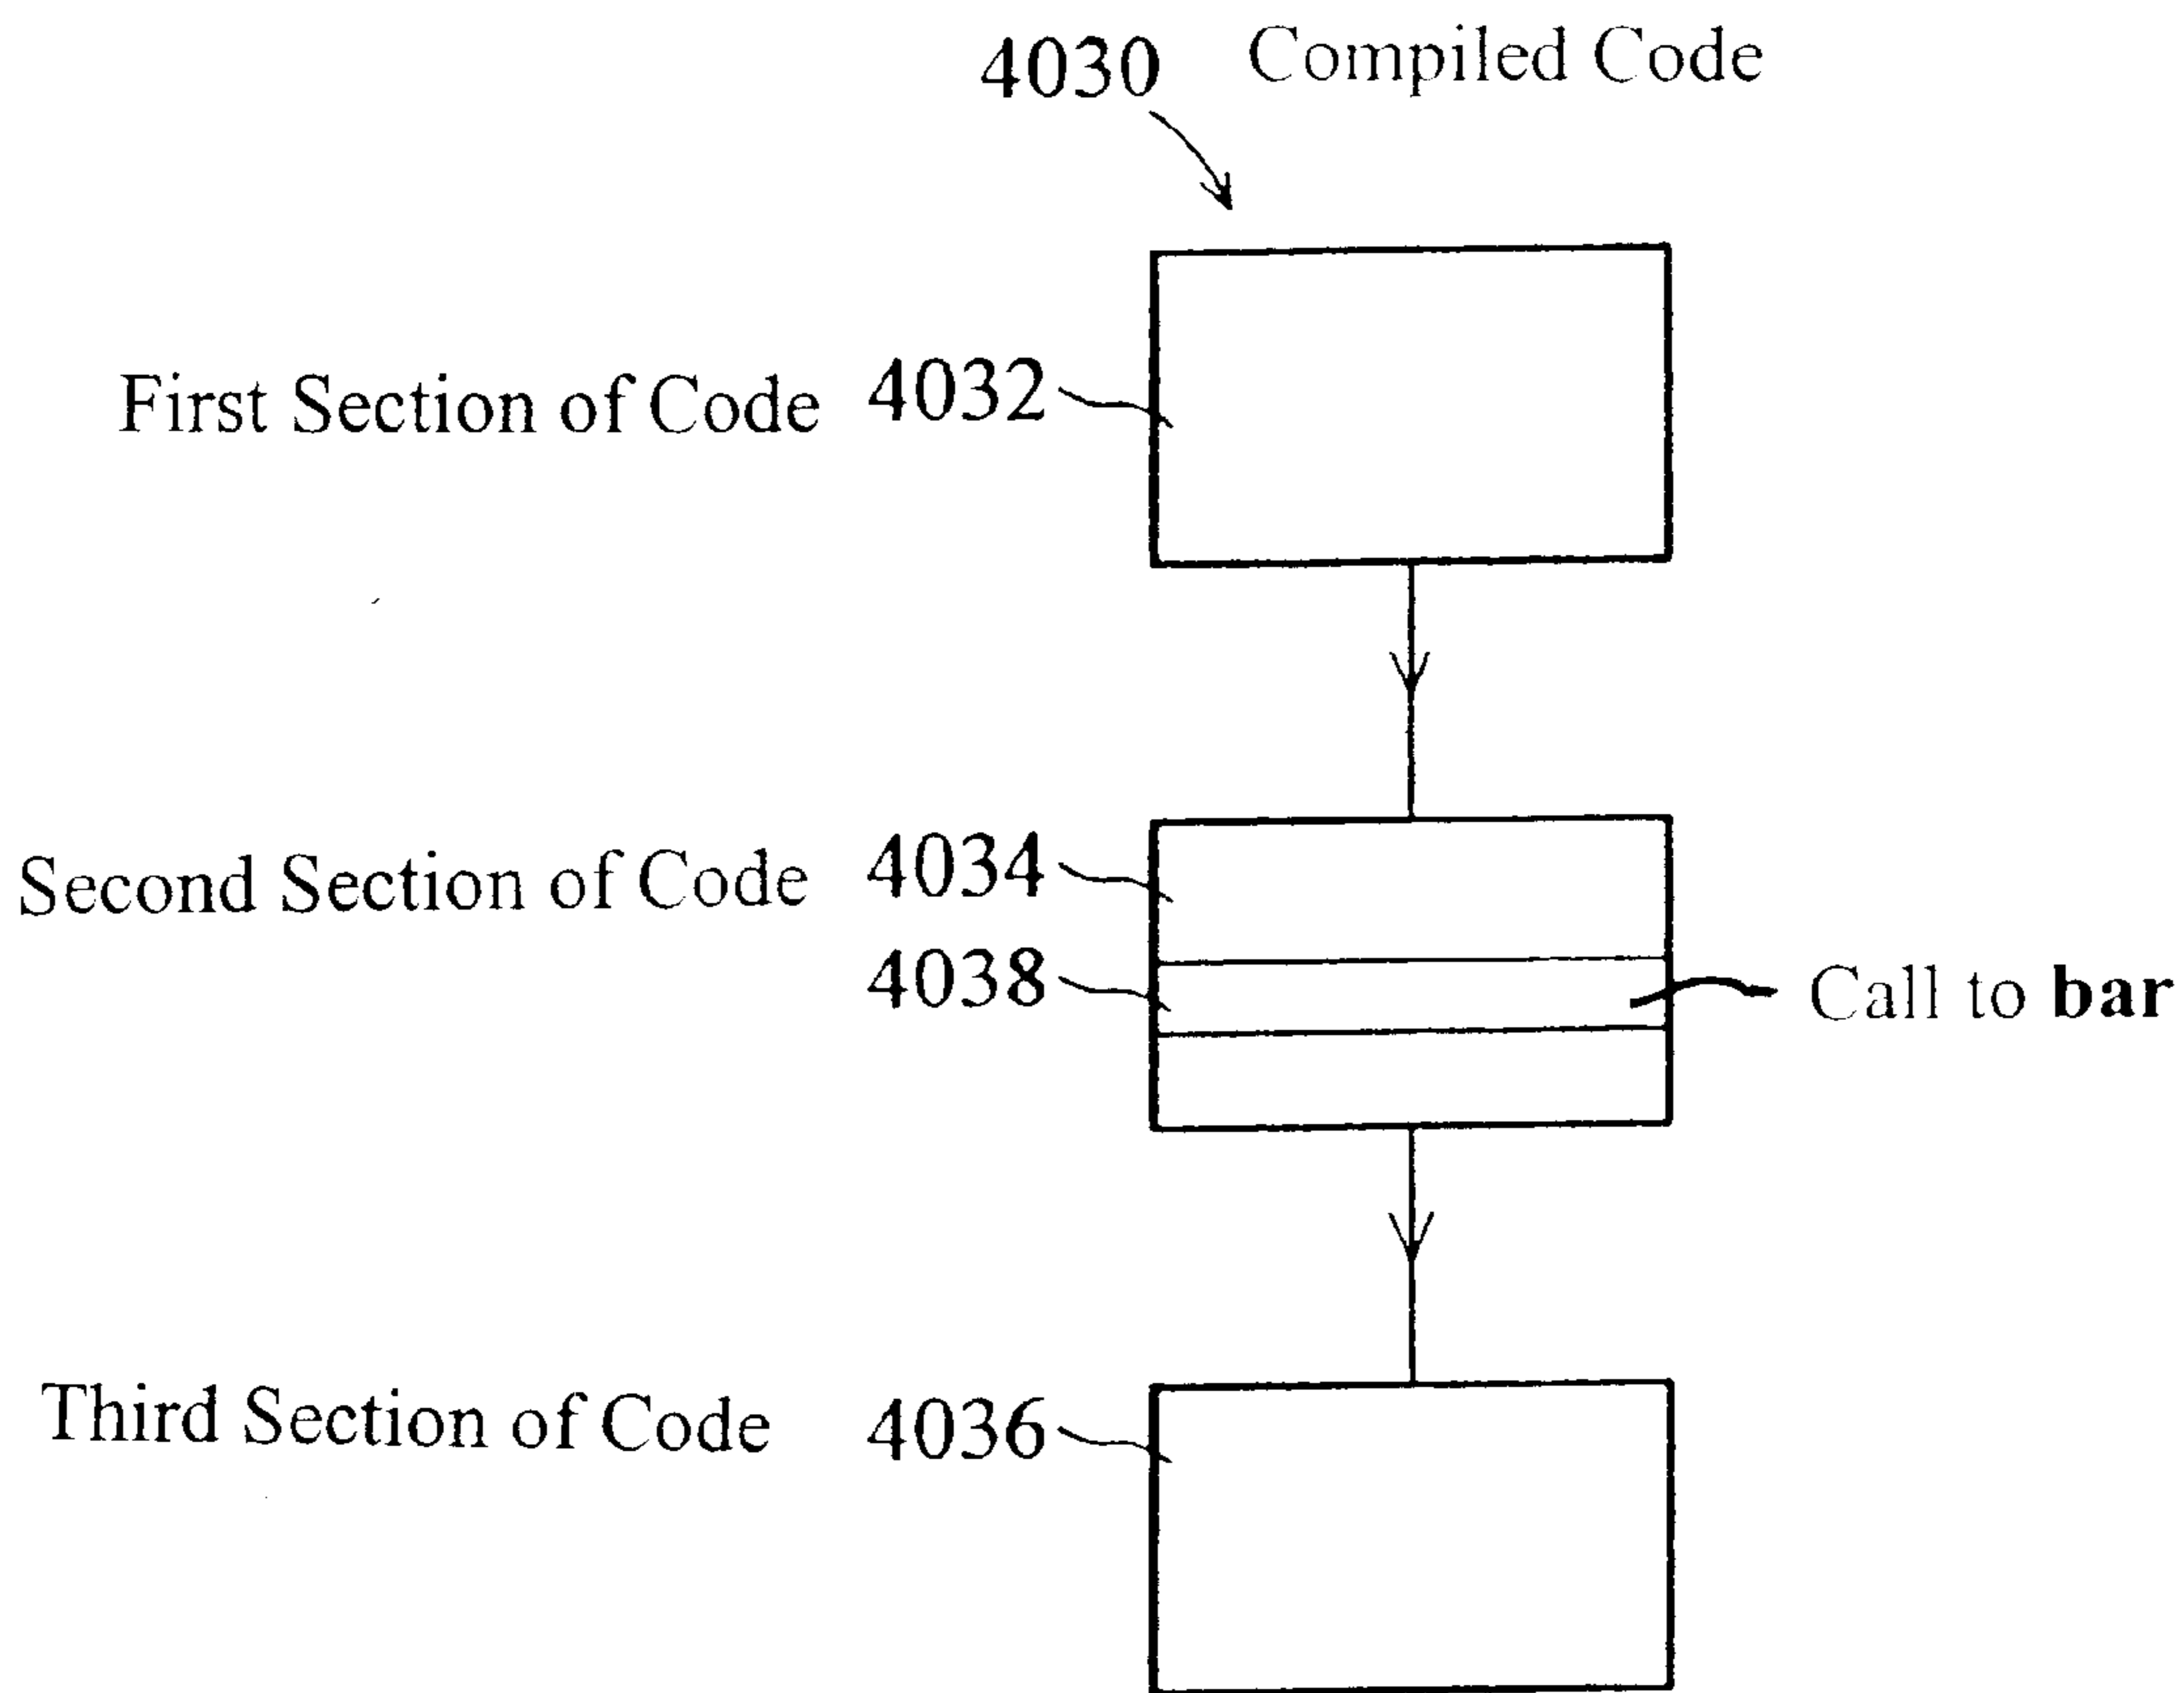 4030 Compiled Code
First Section of Code 4032
Second Section of Code 4034
4038 Call to bar
Third Section of Code 4036